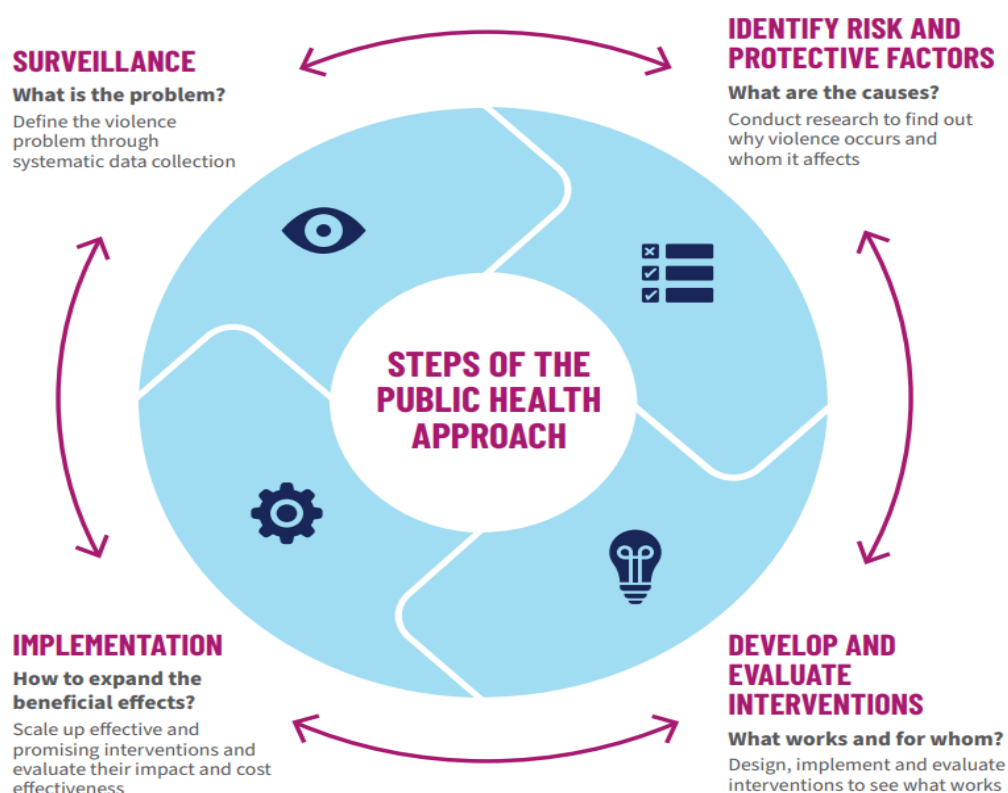 SURVEILLANCE
What is the problem?
Define the violence
problem through
systematic data collection
IDENTIFY RISK AND
PROTECTIVE FACTORS
What are the causes?
Conduct research to find out
why violence occurs and
whom it affects
STEPS OF THE
PUBLIC HEALTH
APPROACH
IMPLEMENTATION
How to expand the
beneficial effects?
Scale up effective and
promising interventions and
evaluate their impact and cost
effectiveness
DEVELOP AND
EVALUATE
INTERVENTIONS
What works and for whom?
Design, implement and evaluate
interventions to see what works